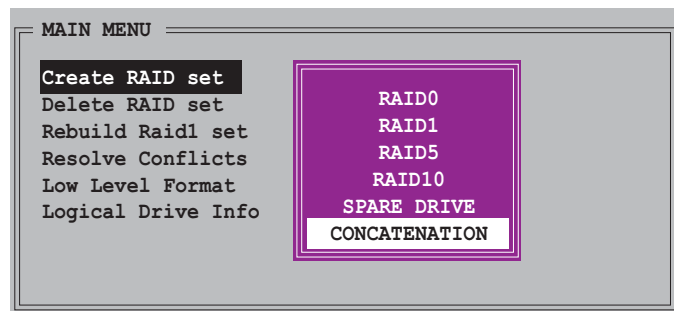 MAIN MENU
Create RAID set
Delete RAID set
Rebuild Raid1 set
Resolve Conflicts
Low Level Format
Logical Drive Info
RAID0
RAID1
RAID5
RAID10
SPARE DRIVE
CONCATENATION